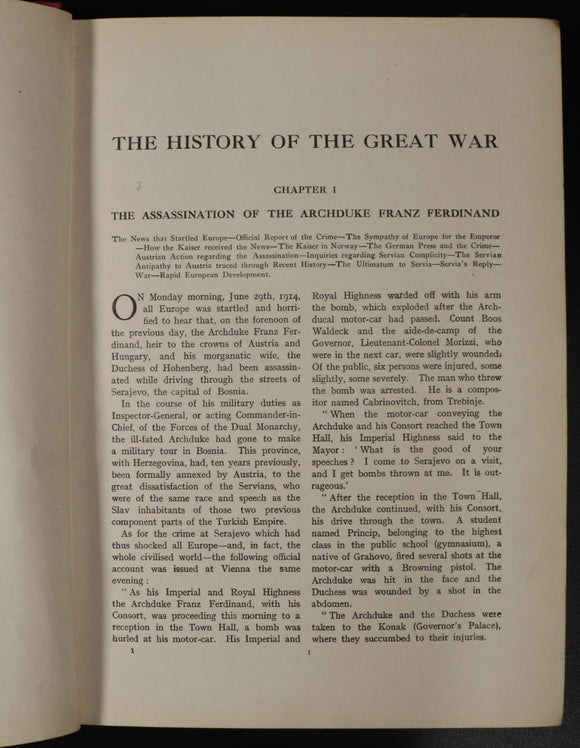 THE HISTORY OF THE GREAT WAR
7
CHAPTER I
THE ASSASSINATION OF THE ARCHDUKE FRANZ FERDINAND
The News that Startled Europe—Official Report of the Crime—The Sympathy of Europe for the Emperor
—How the Kaiser received the News—The Kaiser in Norway—The German Press and the Crime—
Austrian Action regarding the Assassination—Inquiries regarding Servian Complicity—The Servian
Antipathy to Austria traced through Recent History—The Ultimatum to Servia—Servia's Reply—
War—Rapid European Development.
ON Monday morning, June 29th, 1914,
all Europe was startled and horri-
fied to hear that, on the forenoon of
the previous day, the Archduke Franz Fer-
dinand, heir to the crowns of Austria and
Hungary, and his morganatic wife, the
Duchess of Hohenberg, had been assassin-
ated while driving through the streets of
Serajevo, the capital of Bosnia.
In the course of his military duties as
Inspector-General, or acting Commander-in-
Chief, of the Forces of the Dual Monarchy,
the ill-fated Archduke had gone to make
a military tour in Bosnia. This province,
with Herzegovina, had, ten years previously,
been formally annexed by Austria, to the
great dissatisfaction of the Servians, who
were of the same race and speech as the
Slav inhabitants of those two previous
component parts of the Turkish Empire.
As for the crime at Serajevo which had
thus shocked all Europe—and, in fact, the
whole civilised world—the following official
account was issued at Vienna the same
evening :
" As his Imperial and Royal Highness
the Archduke Franz Ferdinand, with his
Consort, was proceeding this morning to a
reception in the Town Hall, a bomb was
hurled at his motor-car. His Imperial and
Royal Highness warded off with his arm
the bomb, which exploded after the Arch-
ducal motor-car had passed. Count Boos
Waldeck and the aide-de-camp of the
Governor, Lieutenant-Colonel Morizzi, who
were in the next car, were slightly wounded.
Of the public, six persons were injured, some
slightly, some severely. The man who threw
the bomb was arrested. He is a compos-
itor named Cabrinovitch, from Trebinje.
" When the motor-car conveying the
Archduke and his Consort reached the Town
Hall, his Imperial Highness said to the
Mayor : ' What is the good of your
speeches ? I come to Serajevo on a visit,
and I get bombs thrown at me. It is out-
rageous.'
" After the reception in the Town Hall,
the Archduke continued, with his Consort,
his drive through the town. A student
named Princip, belonging to the highest
class in the public school (gymnasium), a
native of Grahovo, fired several shots at the
motor-car with a Browning pistol. The
Archduke was hit in the face and the
Duchess was wounded by a shot in the
abdomen.
" The Archduke and the Duchess were
taken to the Konak (Governor's Palace),
where they succumbed to their injuries.
1
1